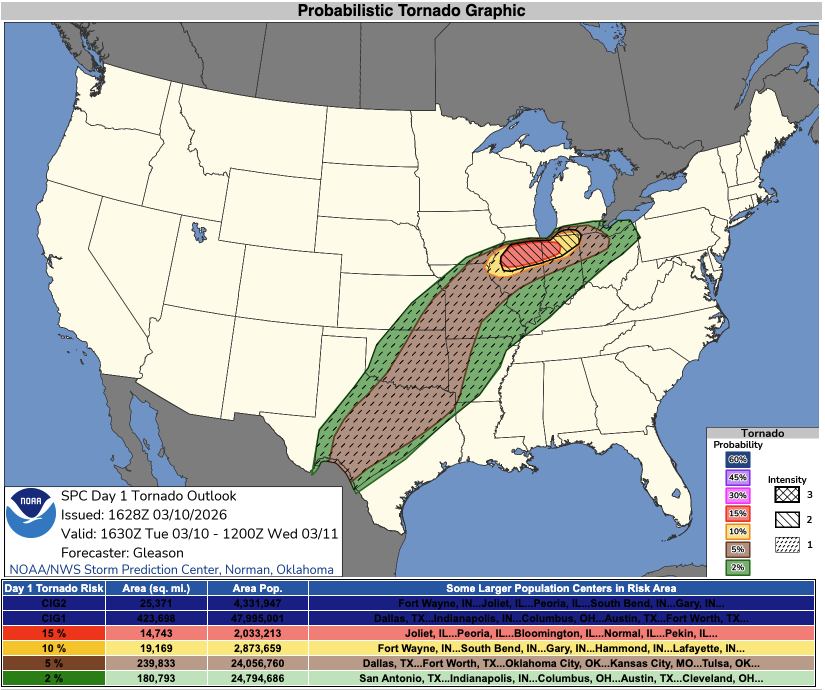 Probabilistic Tornado Graphic
Tornado
Probability
60%
45%
30%
15%
10%
5%
2%
Intensity
3
2
1
NOAA
SPC Day 1 Tornado Outlook
Issued: 1628Z 03/10/2026
Valid: 1630Z Tue 03/10 - 1200Z Wed 03/11
Forecaster: Gleason
NOAA/NWS Storm Prediction Center, Norman, Oklahoma
Day 1 Tornado Risk Area (sq. mi.) Area Pop. Some Larger Population Centers in Risk Area
CIG2 25,371 4,331,947 Fort Wayne, IN...Joliet, IL...Peoria, IL...South Bend, IN...Gary, IN...
CIG1 423,698 47,995,001 Dallas, TX...Indianapolis, IN...Columbus, OH...Austin, TX...Fort Worth, TX...
15 % 14,743 2,033,213 Joliet, IL...Peoria, IL...Bloomington, IL...Normal, IL...Pekin, IL...
10 % 19,169 2,873,659 Fort Wayne, IN...South Bend, IN...Gary, IN...Hammond, IN...Lafayette, IN...
5 % 239,833 24,056,760 Dallas, TX...Fort Worth, TX...Oklahoma City, OK...Kansas City, MO...Tulsa, OK...
2 % 180,793 24,794,686 San Antonio, TX...Indianapolis, IN...Columbus, OH...Austin, TX...Cleveland, OH...